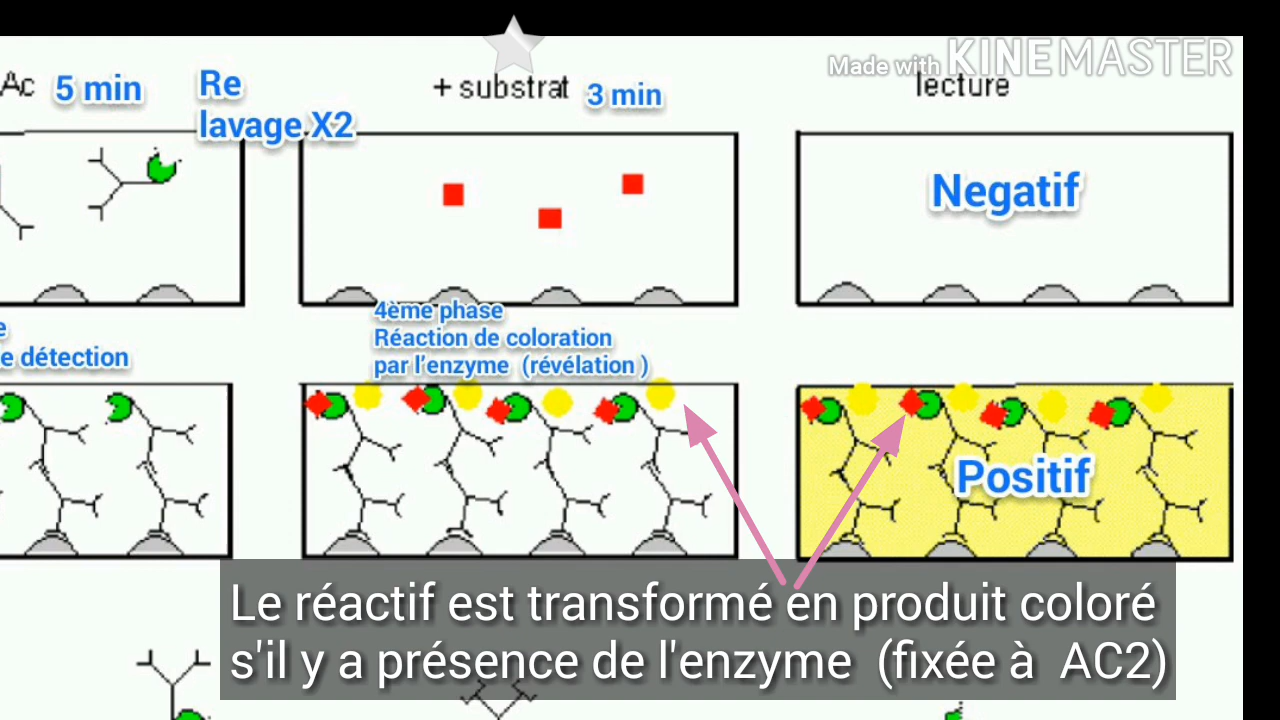 Made with KINEMASTER
Ac 5 min
Re
lavage X2
+ substrat 3 min
lecture
Negatif
4ème phase
Réaction de coloration
par l'enzyme (révélation )
e
e détection
Positif
Le réactif est transformé en produit coloré
s'il y a présence de l'enzyme (fixée à AC2)